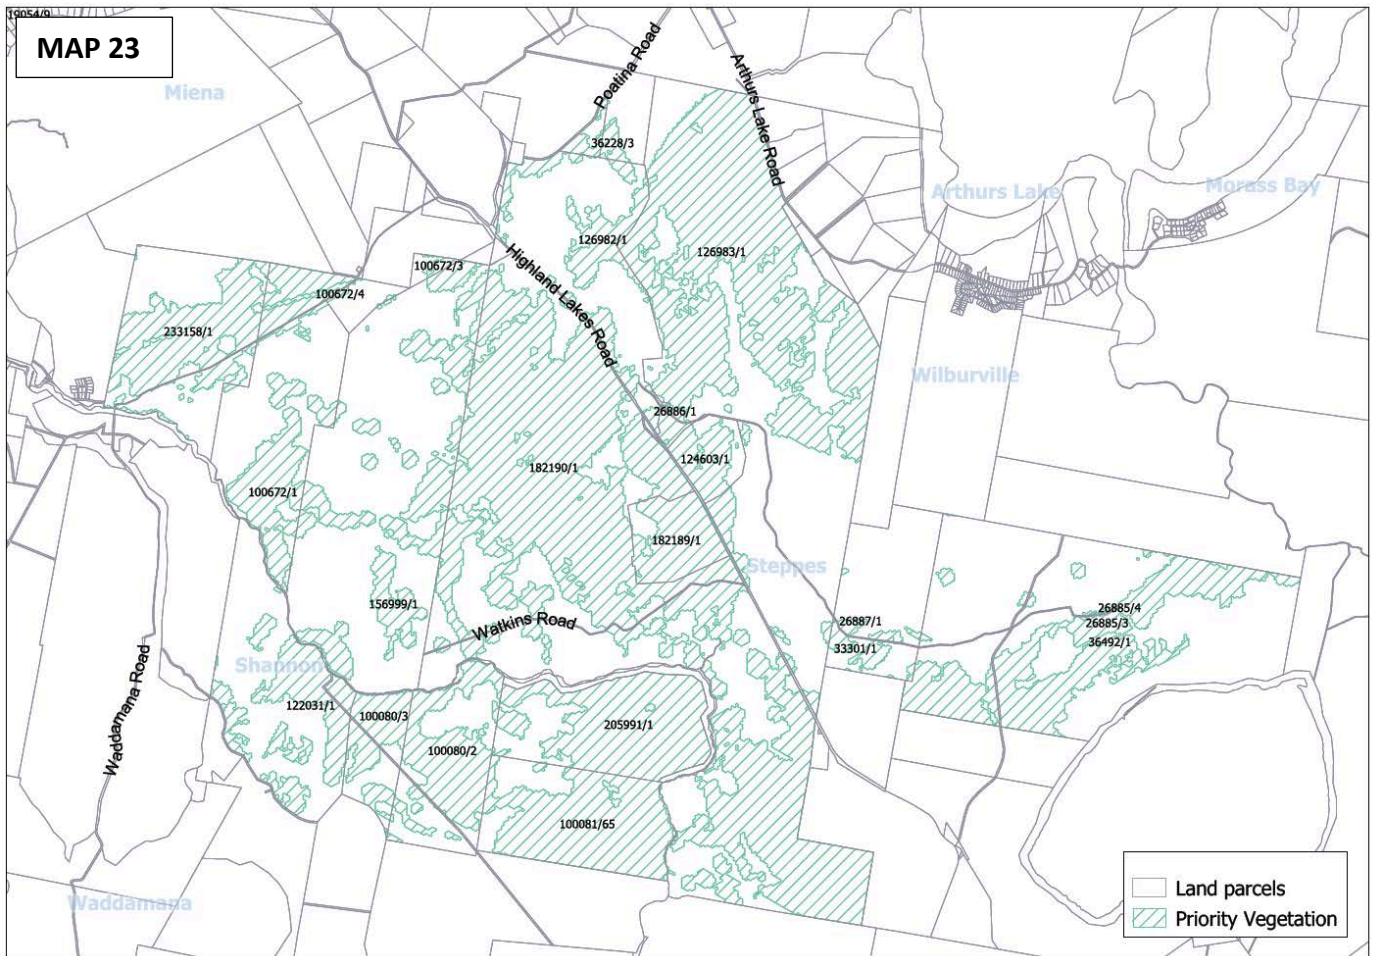 19054/9
MAP 23
Miena
Poatina Road
Arthurs Lake Road
36228/3
Arthurs Lake
Morass Bay
126982/1
126983/1
Highland Lakes Road
100672/3
100672/4
233158/1
Wilburville
26886/1
124603/1
182190/1
100672/1
182189/1
Steppes
156999/1
Watkins Road
26885/4
26887/1
26885/3
33301/1
36492/1
Shannon
Waddamana Road
122031/1
100080/3
205991/1
100080/2
100081/65
Waddamana
Land parcels
Priority Vegetation